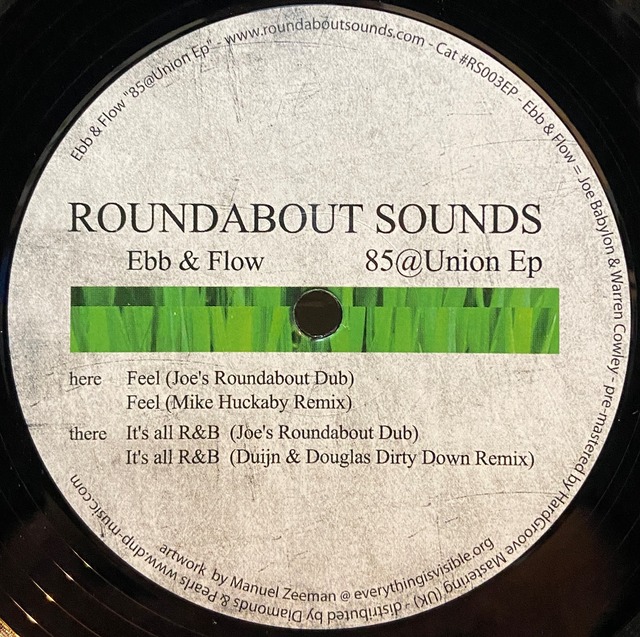 Ebb & Flow "85@Union Ep" - www.roundaboutsounds.com - Cat #RS003EP - Ebb & Flow = Joe Babylon & Warren Cowley - pre-mastered by HardGroove Mastering (UK) - distributed by Diamonds & Pearls www.dnp-music.com
ROUNDABOUT SOUNDS
Ebb & Flow 85@Union Ep
here Feel (Joe's Roundabout Dub)
Feel (Mike Huckaby Remix)
there It's all R&B (Joe's Roundabout Dub)
It's all R&B (Duijn & Douglas Dirty Down Remix)
artwork by Manuel Zeeman @ everythingisvisible.org